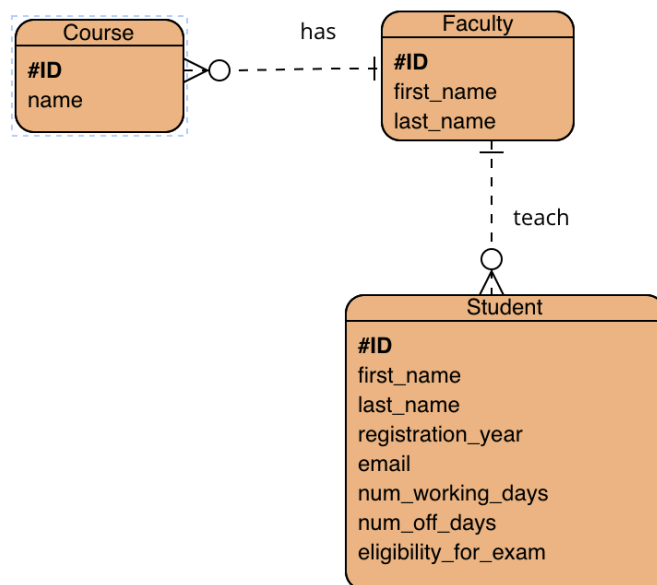 Course
#ID
name
has
Faculty
#ID
first_name
last_name
teach
Student
#ID
first_name
last_name
registration_year
email
num_working_days
num_off_days
eligibility_for_exam